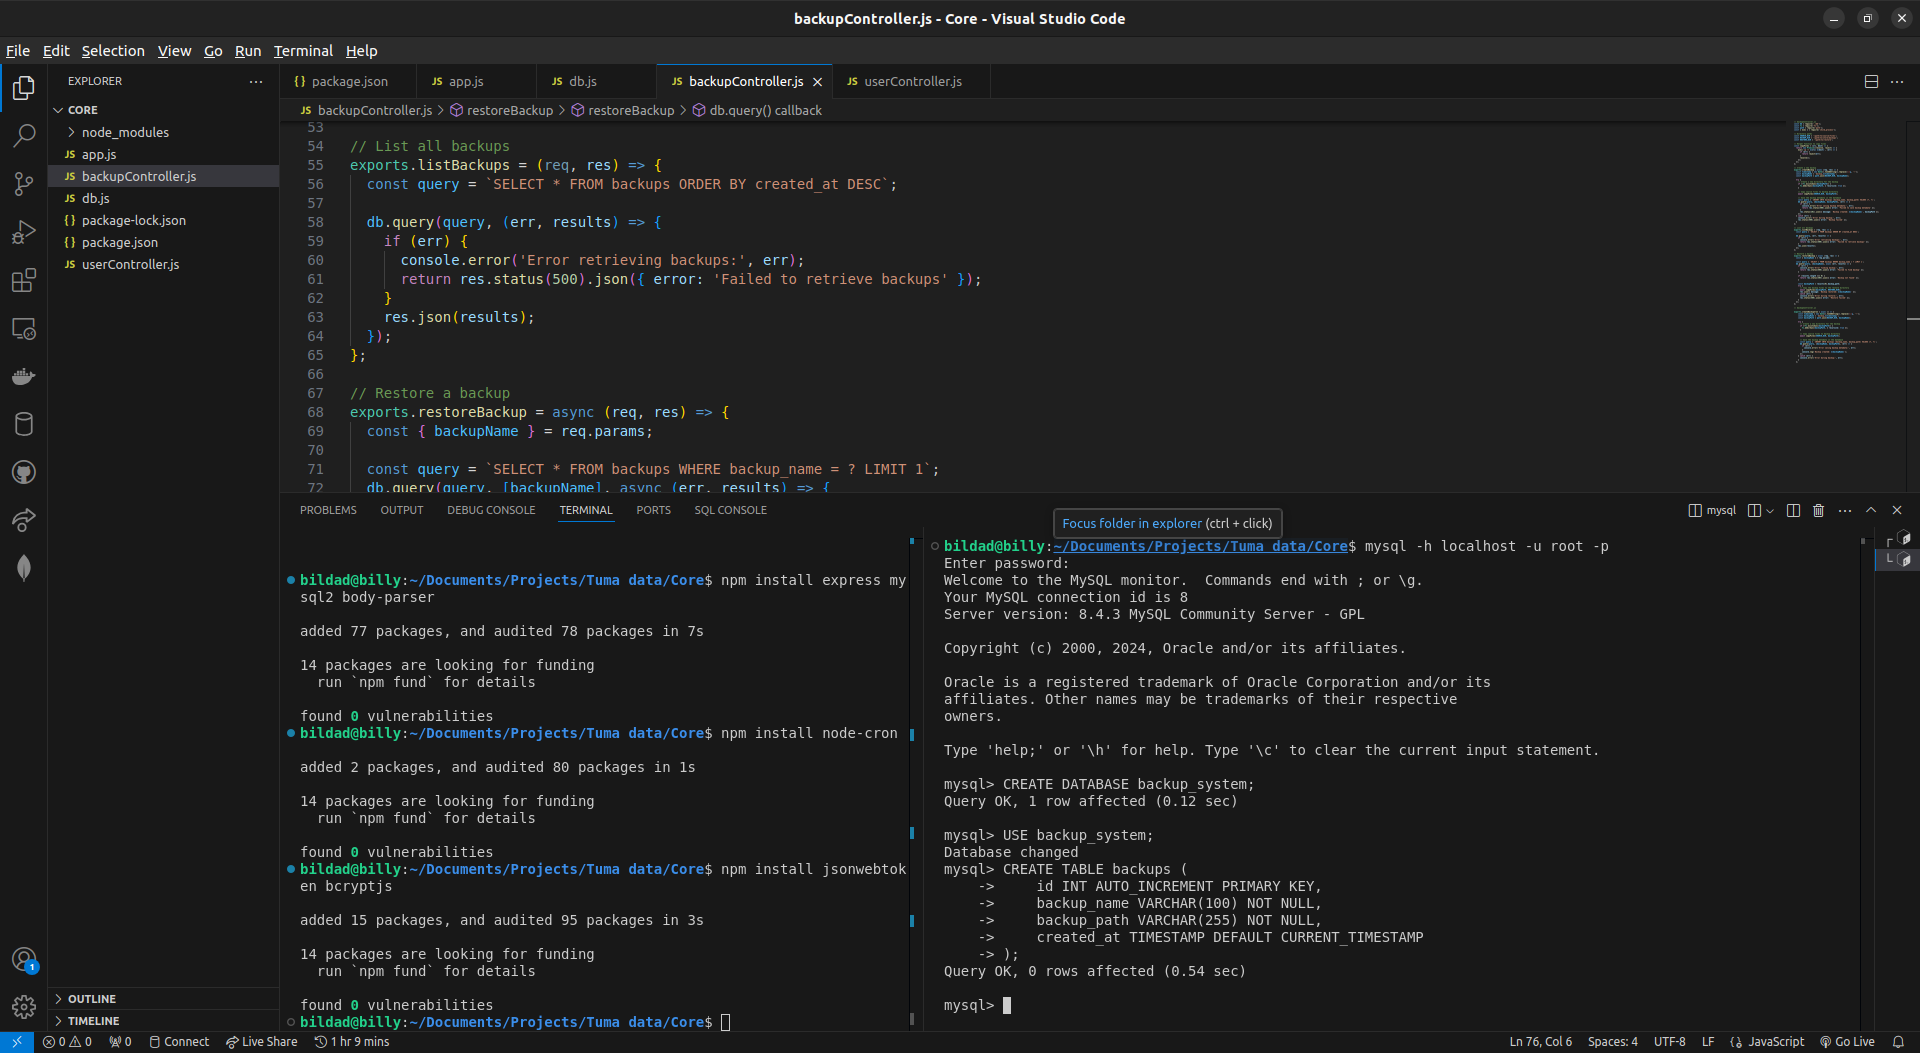 backupController.js - Core - Visual Studio Code
File Edit Selection View Go Run Terminal Help
EXPLORER
CORE
node_modules
JS app.js
JS backupController.js
JS db.js
{} package-lock.json
{} package.json
JS userController.js
OUTLINE
TIMELINE
{} package.json JS app.js JS db.js JS backupController.js JS userController.js
JS backupController.js > restoreBackup > restoreBackup > db.query() callback
53
54 // List all backups
55 exports.listBackups = (req, res) => {
56 const query = `SELECT * FROM backups ORDER BY created_at DESC`;
57
58 db.query(query, (err, results) => {
59 if (err) {
60 console.error('Error retrieving backups:', err);
61 return res.status(500).json({ error: 'Failed to retrieve backups' });
62 }
63 res.json(results);
64 });
65 };
66
67 // Restore a backup
68 exports.restoreBackup = async (req, res) => {
69 const { backupName } = req.params;
70
71 const query = `SELECT * FROM backups WHERE backup_name = ? LIMIT 1`;
72 db.query(query, [backupName], async (err, results) => {
PROBLEMS OUTPUT DEBUG CONSOLE TERMINAL PORTS SQL CONSOLE
mysql
Focus folder in explorer (ctrl + click)
bildad@billy:~/Documents/Projects/Tuma data/Core$ npm install express my
sql2 body-parser
added 77 packages, and audited 78 packages in 7s
14 packages are looking for funding
run `npm fund` for details
found 0 vulnerabilities
bildad@billy:~/Documents/Projects/Tuma data/Core$ npm install node-cron
added 2 packages, and audited 80 packages in 1s
14 packages are looking for funding
run `npm fund` for details
found 0 vulnerabilities
bildad@billy:~/Documents/Projects/Tuma data/Core$ npm install jsonwebtok
en bcryptjs
added 15 packages, and audited 95 packages in 3s
14 packages are looking for funding
run `npm fund` for details
found 0 vulnerabilities
bildad@billy:~/Documents/Projects/Tuma data/Core$
bildad@billy:~/Documents/Projects/Tuma data/Core$ mysql -h localhost -u root -p
Enter password:
Welcome to the MySQL monitor.  Commands end with ; or \g.
Your MySQL connection id is 8
Server version: 8.4.3 MySQL Community Server - GPL
Copyright (c) 2000, 2024, Oracle and/or its affiliates.
Oracle is a registered trademark of Oracle Corporation and/or its
affiliates. Other names may be trademarks of their respective
owners.
Type 'help;' or '\h' for help. Type '\c' to clear the current input statement.
mysql> CREATE DATABASE backup_system;
Query OK, 1 row affected (0.12 sec)
mysql> USE backup_system;
Database changed
mysql> CREATE TABLE backups (
-> id INT AUTO_INCREMENT PRIMARY KEY,
-> backup_name VARCHAR(100) NOT NULL,
-> backup_path VARCHAR(255) NOT NULL,
-> created_at TIMESTAMP DEFAULT CURRENT_TIMESTAMP
-> );
Query OK, 0 rows affected (0.54 sec)
mysql>
1
0 0 0 Connect Live Share 1 hr 9 mins Ln 76, Col 6 Spaces: 4 UTF-8 LF JavaScript Go Live